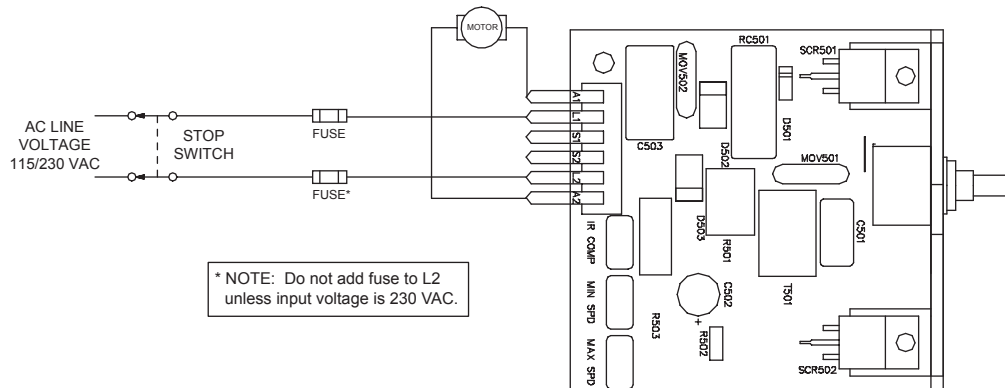 MOTOR
AC LINE
VOLTAGE
115/230 VAC
STOP
SWITCH
FUSE
FUSE*
* NOTE: Do not add fuse to L2
unless input voltage is 230 VAC.
A1
L1
S1
S2
L2
A2
IR COMP
MIN SPD
MAX SPD
C503
MOV502
RC501
D501
D502
SCR501
MOV501
D503
R501
C501
T501
C502
+
R503
R502
SCR502